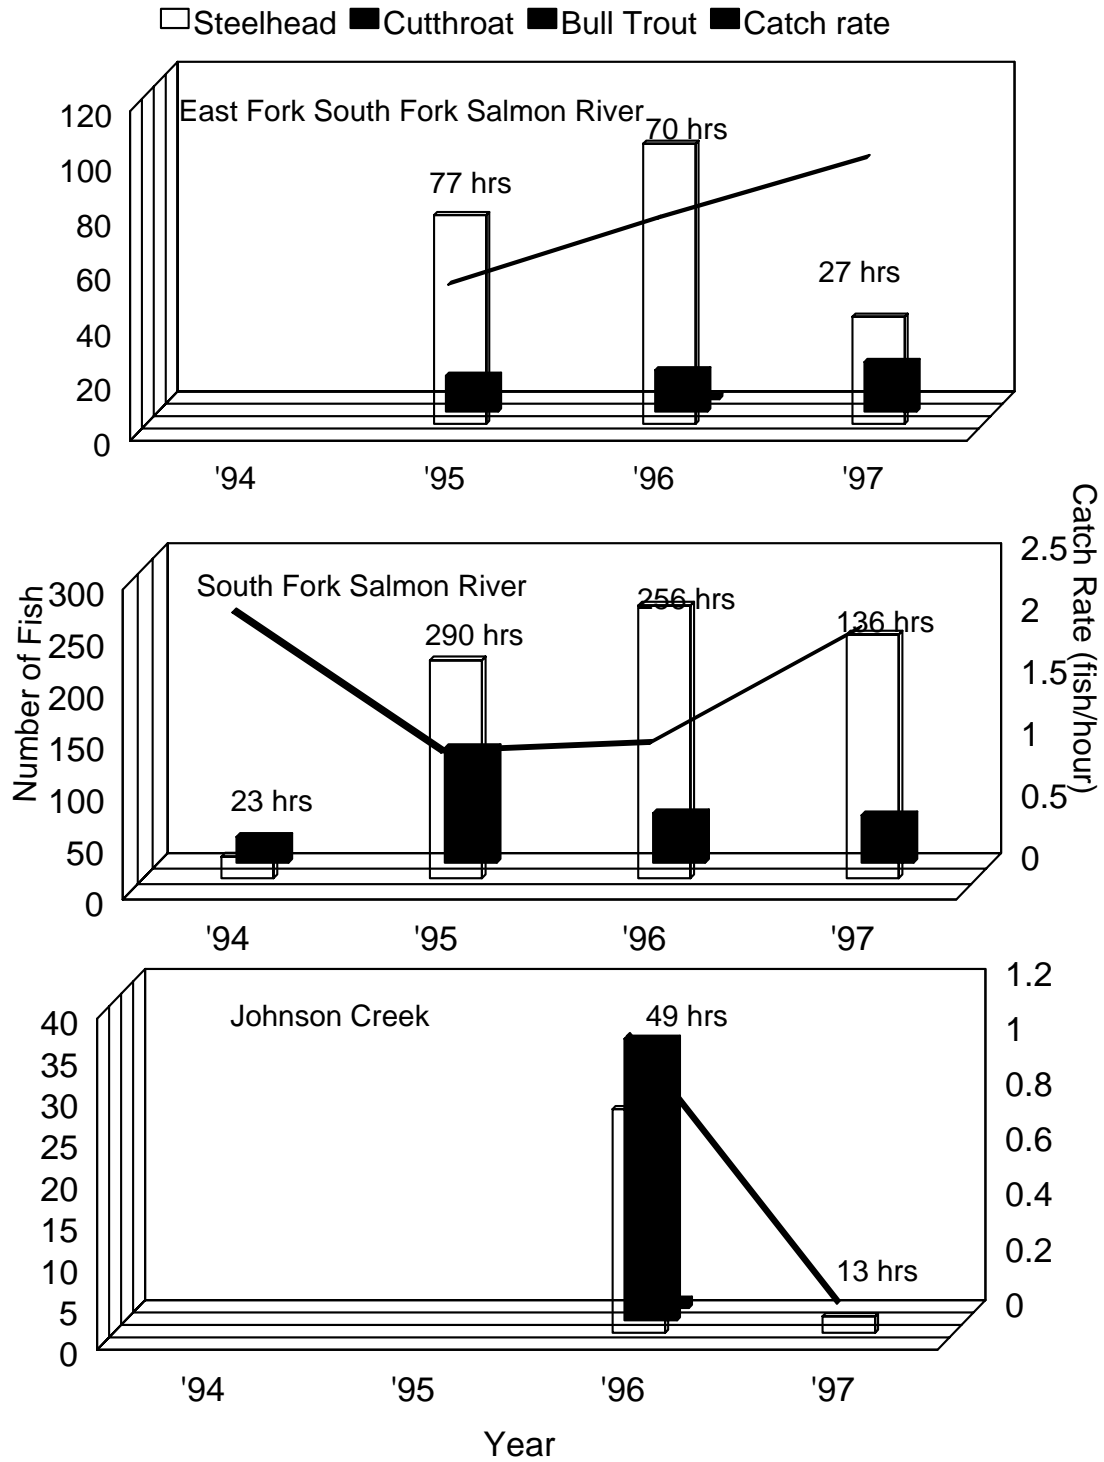 Steelhead Cutthroat Bull Trout Catch rate
East Fork South Fork Salmon River
120
100
80
60
40
20
0
77 hrs
70 hrs
27 hrs
'94 '95 '96 '97
South Fork Salmon River
Number of Fish
300
250
200
150
100
50
0
23 hrs
290 hrs
256 hrs
136 hrs
2.5
2
1.5
1
0.5
0
Catch Rate (fish/hour)
'94 '95 '96 '97
Johnson Creek
40
35
30
25
20
15
10
5
0
49 hrs
13 hrs
1.2
1
0.8
0.6
0.4
0.2
0
'94 '95 '96 '97
Year